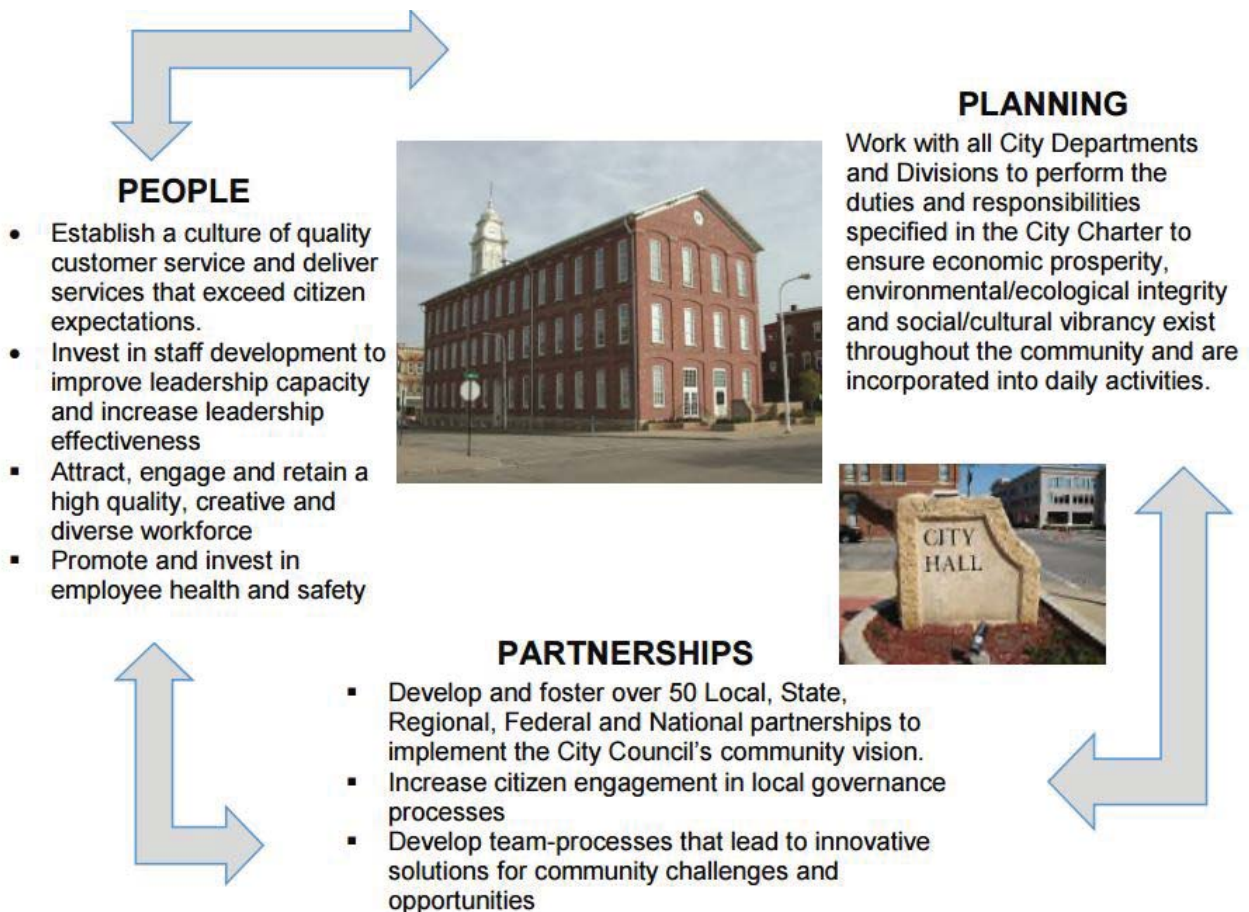 PEOPLE
• Establish a culture of quality
customer service and deliver
services that exceed citizen
expectations.
• Invest in staff development to
improve leadership capacity
and increase leadership
effectiveness
▪ Attract, engage and retain a
high quality, creative and
diverse workforce
▪ Promote and invest in
employee health and safety
PLANNING
Work with all City Departments
and Divisions to perform the
duties and responsibilities
specified in the City Charter to
ensure economic prosperity,
environmental/ecological integrity
and social/cultural vibrancy exist
throughout the community and are
incorporated into daily activities.
CITY
HALL
PARTNERSHIPS
▪ Develop and foster over 50 Local, State,
Regional, Federal and National partnerships to
implement the City Council’s community vision.
▪ Increase citizen engagement in local governance
processes
▪ Develop team-processes that lead to innovative
solutions for community challenges and
opportunities